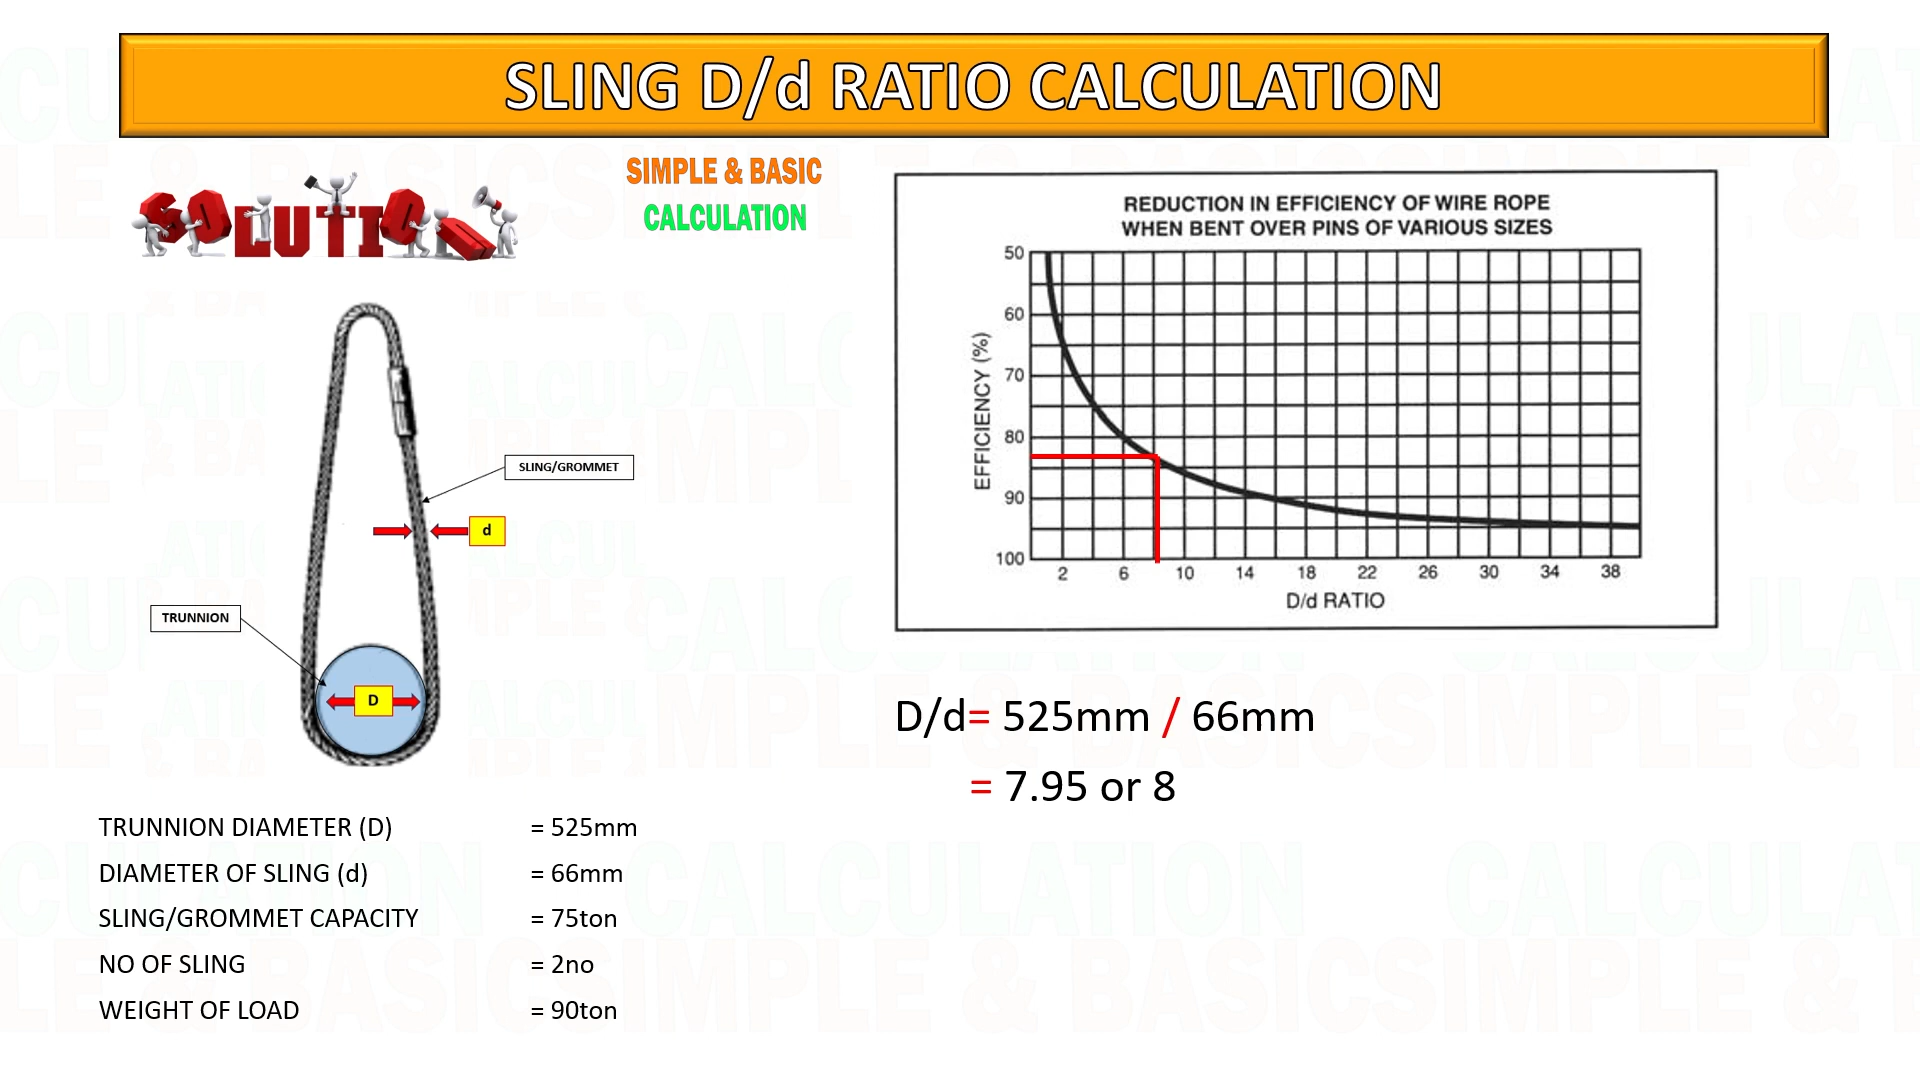 SLING D/d RATIO CALCULATION
SOLUTION
SIMPLE & BASIC
CALCULATION
SLING/GROMMET
d
TRUNNION
D
REDUCTION IN EFFICIENCY OF WIRE ROPE
WHEN BENT OVER PINS OF VARIOUS SIZES
EFFICIENCY (%)
50
60
70
80
90
100
2 6 10 14 18 22 26 30 34 38
D/d RATIO
D/d= 525mm / 66mm
= 7.95 or 8
TRUNNION DIAMETER (D) = 525mm
DIAMETER OF SLING (d) = 66mm
SLING/GROMMET CAPACITY = 75ton
NO OF SLING = 2no
WEIGHT OF LOAD = 90ton